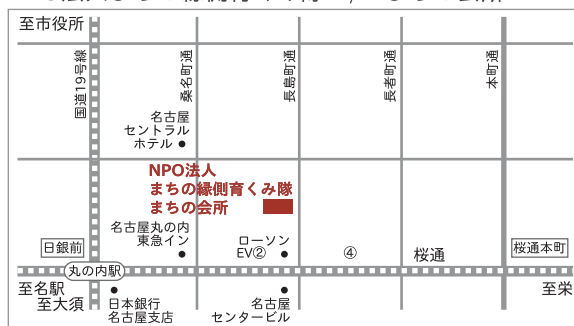 至市役所
国道19号線
桑名町通
長島町通
長者町通
本町通
名古屋
セントラル
ホテル
NPO法人
まちの縁側育くみ隊
まちの会所
名古屋丸の内
東急イン
ローソン
EV②
④
桜通
日銀前
桜通本町
丸の内駅
至名駅
至大須
日本銀行
名古屋支店
名古屋
センタービル
至栄